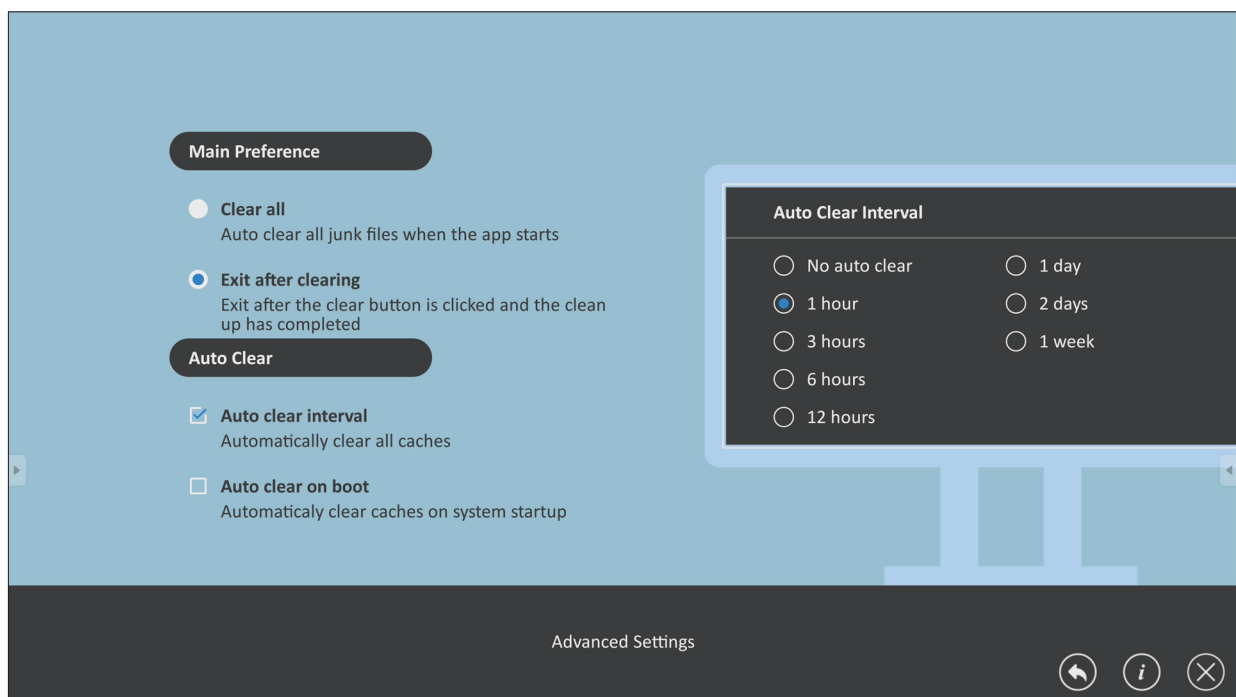 Main Preference
Clear all
Auto clear all junk files when the app starts
Exit after clearing
Exit after the clear button is clicked and the clean
up has completed
Auto Clear
Auto clear interval
Automatically clear all caches
Auto clear on boot
Automaticaly clear caches on system startup
Auto Clear Interval
No auto clear
1 hour
3 hours
6 hours
12 hours
1 day
2 days
1 week
Advanced Settings
i